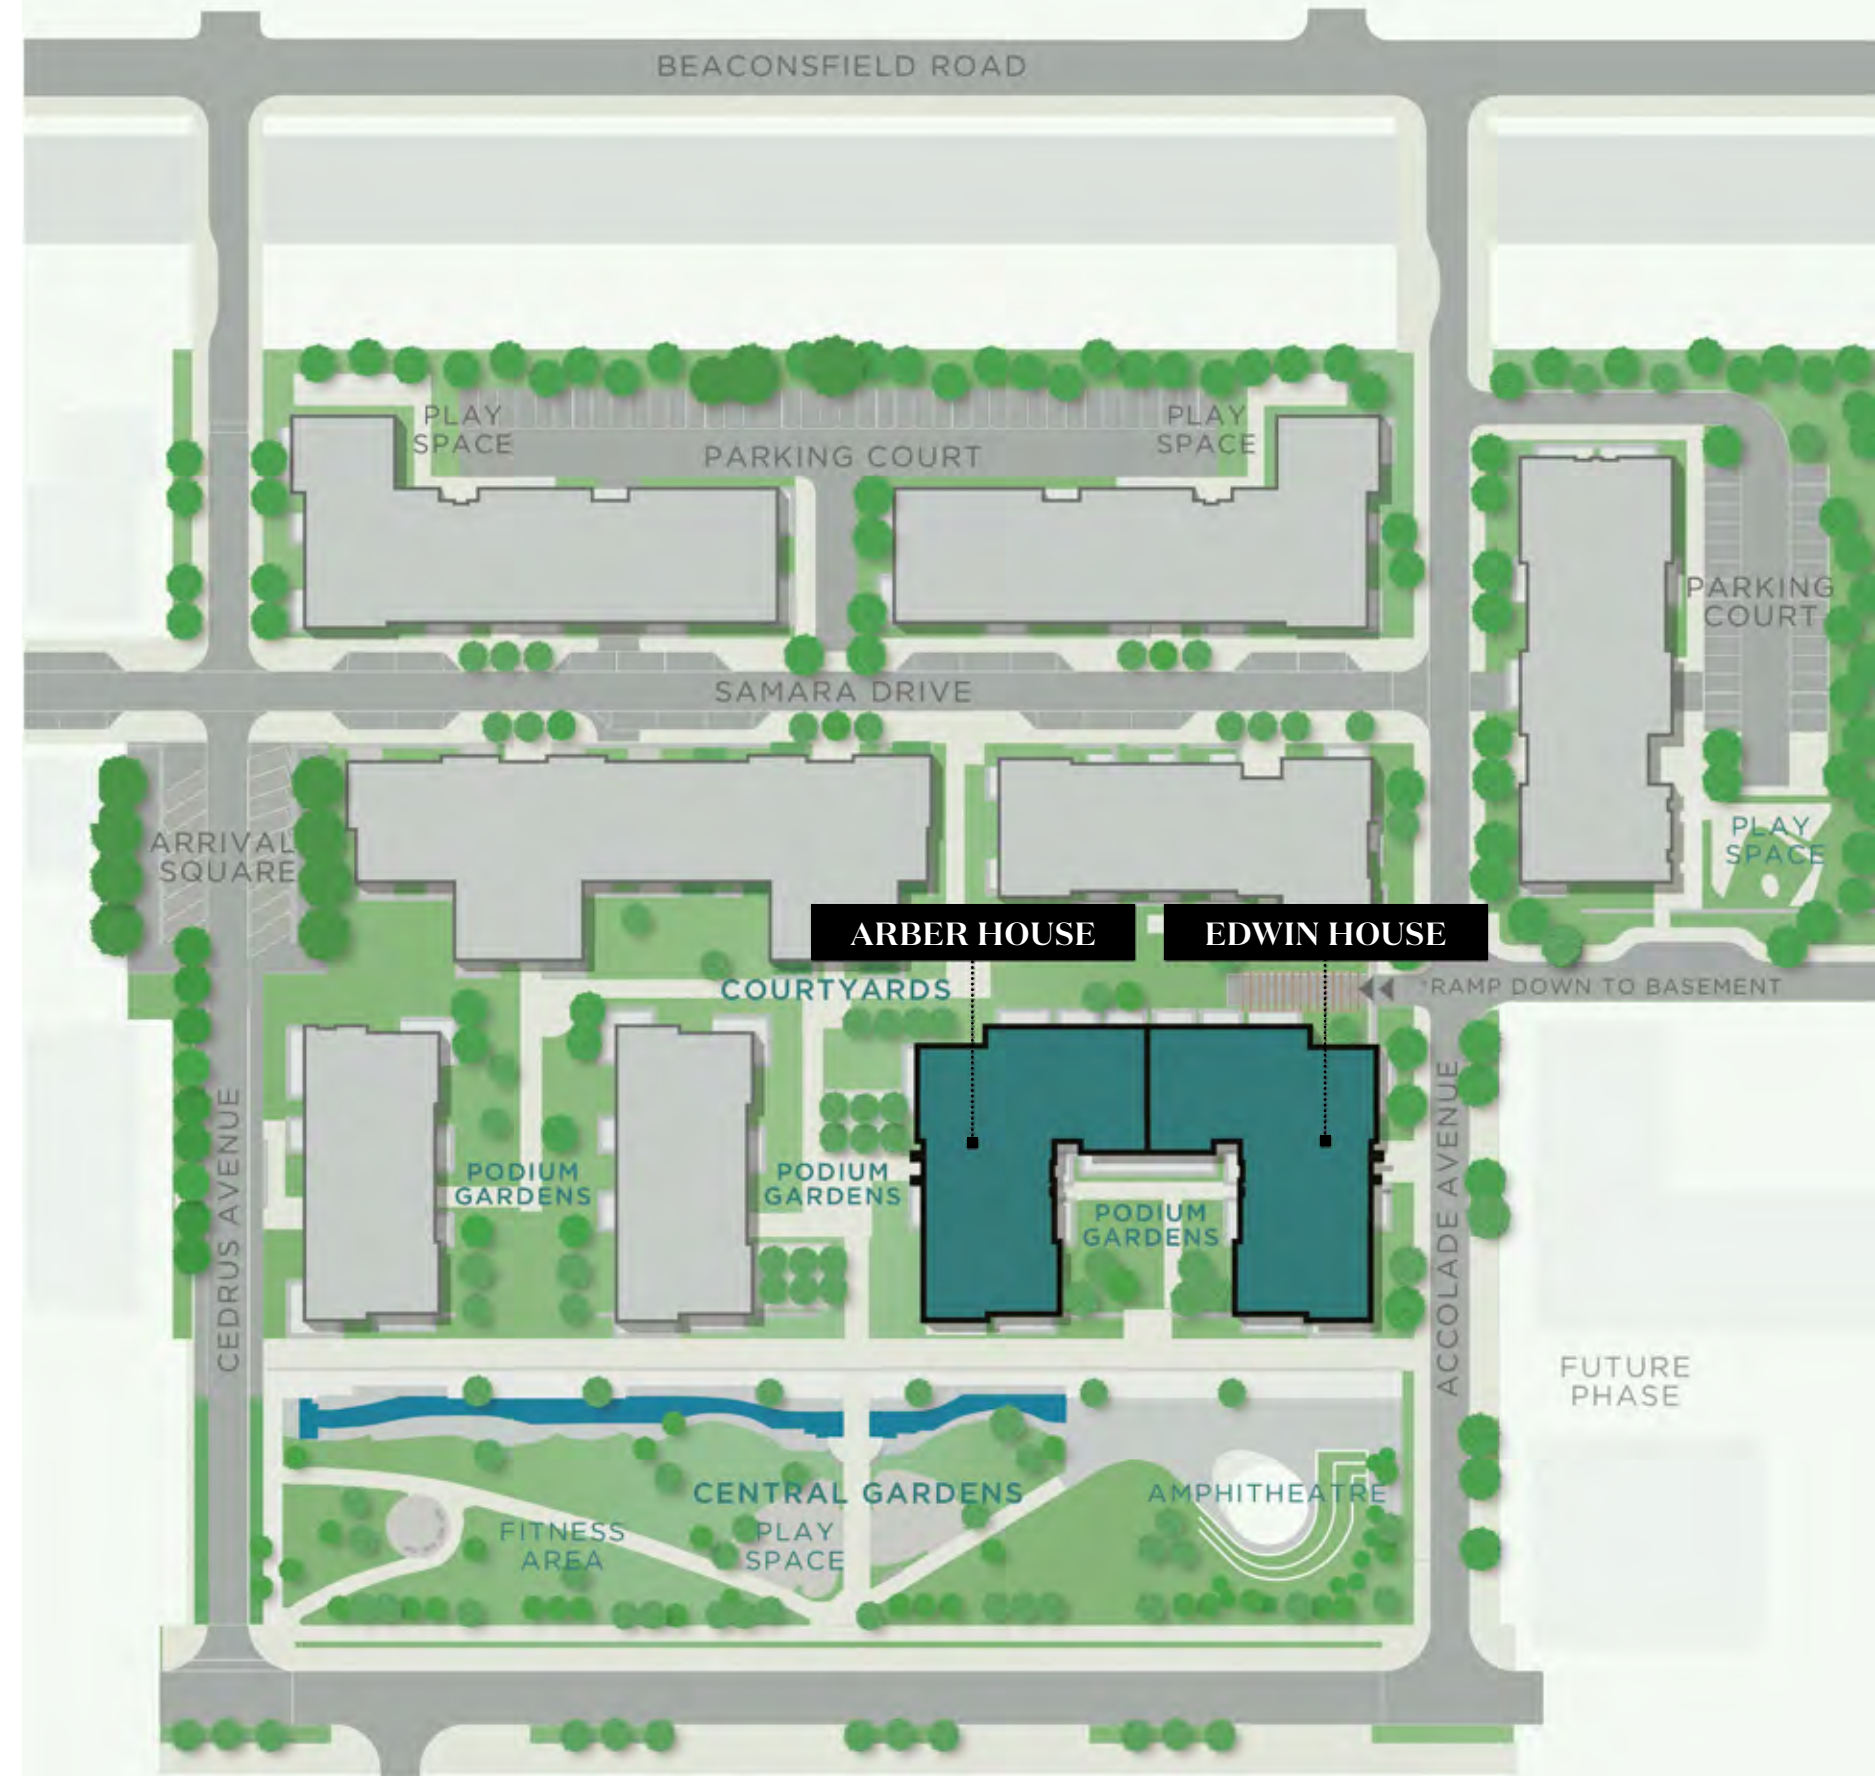 BEACONSFIELD ROAD
PLAY
SPACE
PARKING COURT
PLAY
SPACE
PARKING
COURT
SAMARA DRIVE
ARRIVAL
SQUARE
PLAY
SPACE
ARBER HOUSE
EDWIN HOUSE
COURTYARDS
RAMP DOWN TO BASEMENT
CEDRUS AVENUE
PODIUM
GARDENS
PODIUM
GARDENS
PODIUM
GARDENS
ACCOLADE AVENUE
FUTURE
PHASE
CENTRAL GARDENS
AMPHITHEATRE
FITNESS
AREA
PLAY
SPACE